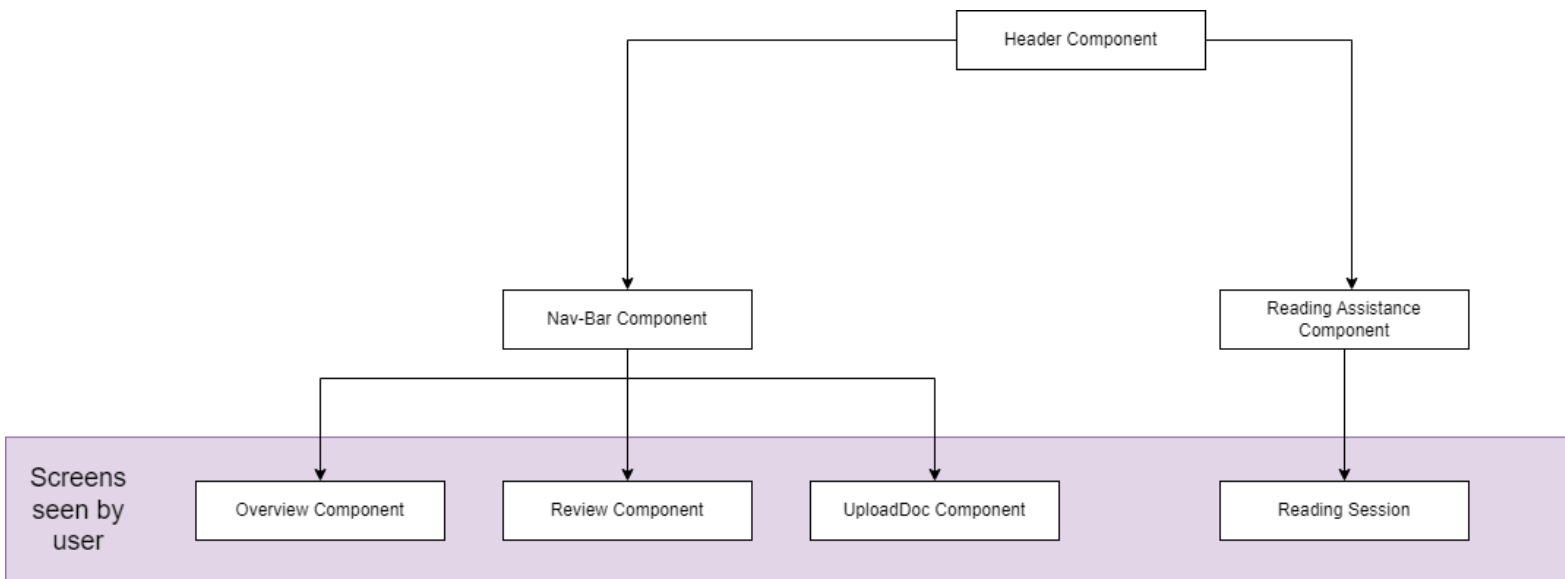 Header Component
Nav-Bar Component
Reading Assistance
Component
Screens
seen by
user
Overview Component
Review Component
UploadDoc Component
Reading Session